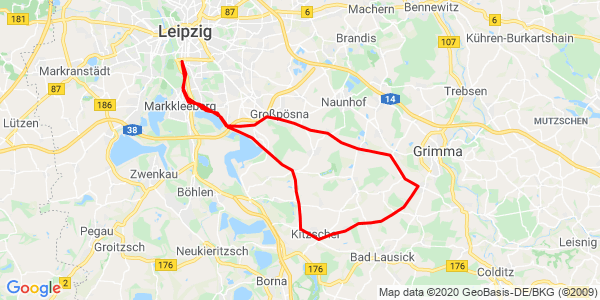 181
87
6
Machern
Bennewitz
Leipzig
Brandis
107
Kühren-Burkartshain
Markranstädt
87
186
14
Naunhof
Trebsen
Markkleeberg
Großpösna
MUTZSCHEN
Lützen
38
Grimma
Zwenkau
Böhlen
Pegau
Groitzsch
Kitzscher
Neukieritzsch
Leisnig
Bad Lausick
2
176
176
176
Borna
Colditz
Google
Map data ©2020 GeoBasis-DE/BKG (©2009)